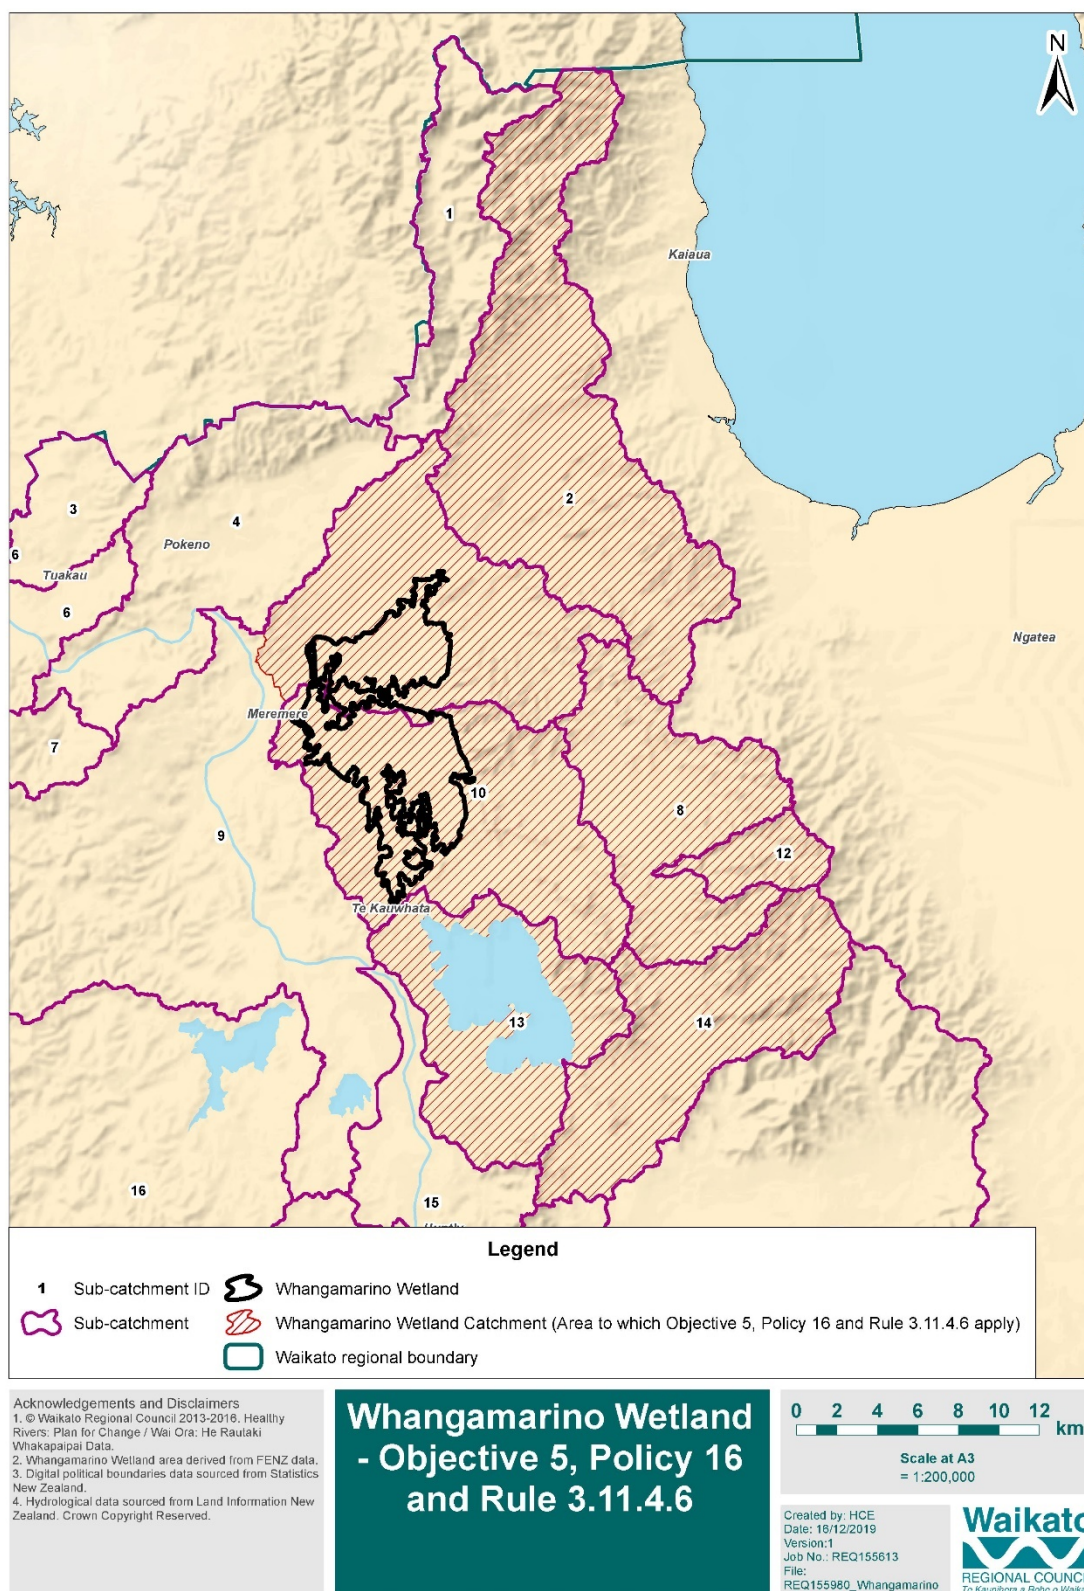 N
1
Kaiaua
2
3
4
Pokeno
6
Tuakau
6
Ngatea
Meremere
7
10
8
9
12
Te Kauwhata
13
14
16
15
Legend
1 Sub-catchment ID
Whangamarino Wetland
Sub-catchment
Whangamarino Wetland Catchment (Area to which Objective 5, Policy 16 and Rule 3.11.4.6 apply)
Waikato regional boundary
Acknowledgements and Disclaimers
1. © Waikato Regional Council 2013-2016. Healthy
Rivers: Plan for Change / Wai Ora: He Rautaki
Whakapaipai Data.
2. Whangamarino Wetland area derived from FENZ data.
3. Digital political boundaries data sourced from Statistics
New Zealand.
4. Hydrological data sourced from Land Information New
Zealand. Crown Copyright Reserved.
Whangamarino Wetland
- Objective 5, Policy 16
and Rule 3.11.4.6
0 2 4 6 8 10 12
km
Scale at A3
= 1:200,000
Created by: HCE
Date: 16/12/2019
Version:1
Job No.: REQ155613
File:
REQ155980_Whangamarino
Waikato
REGIONAL COUNC